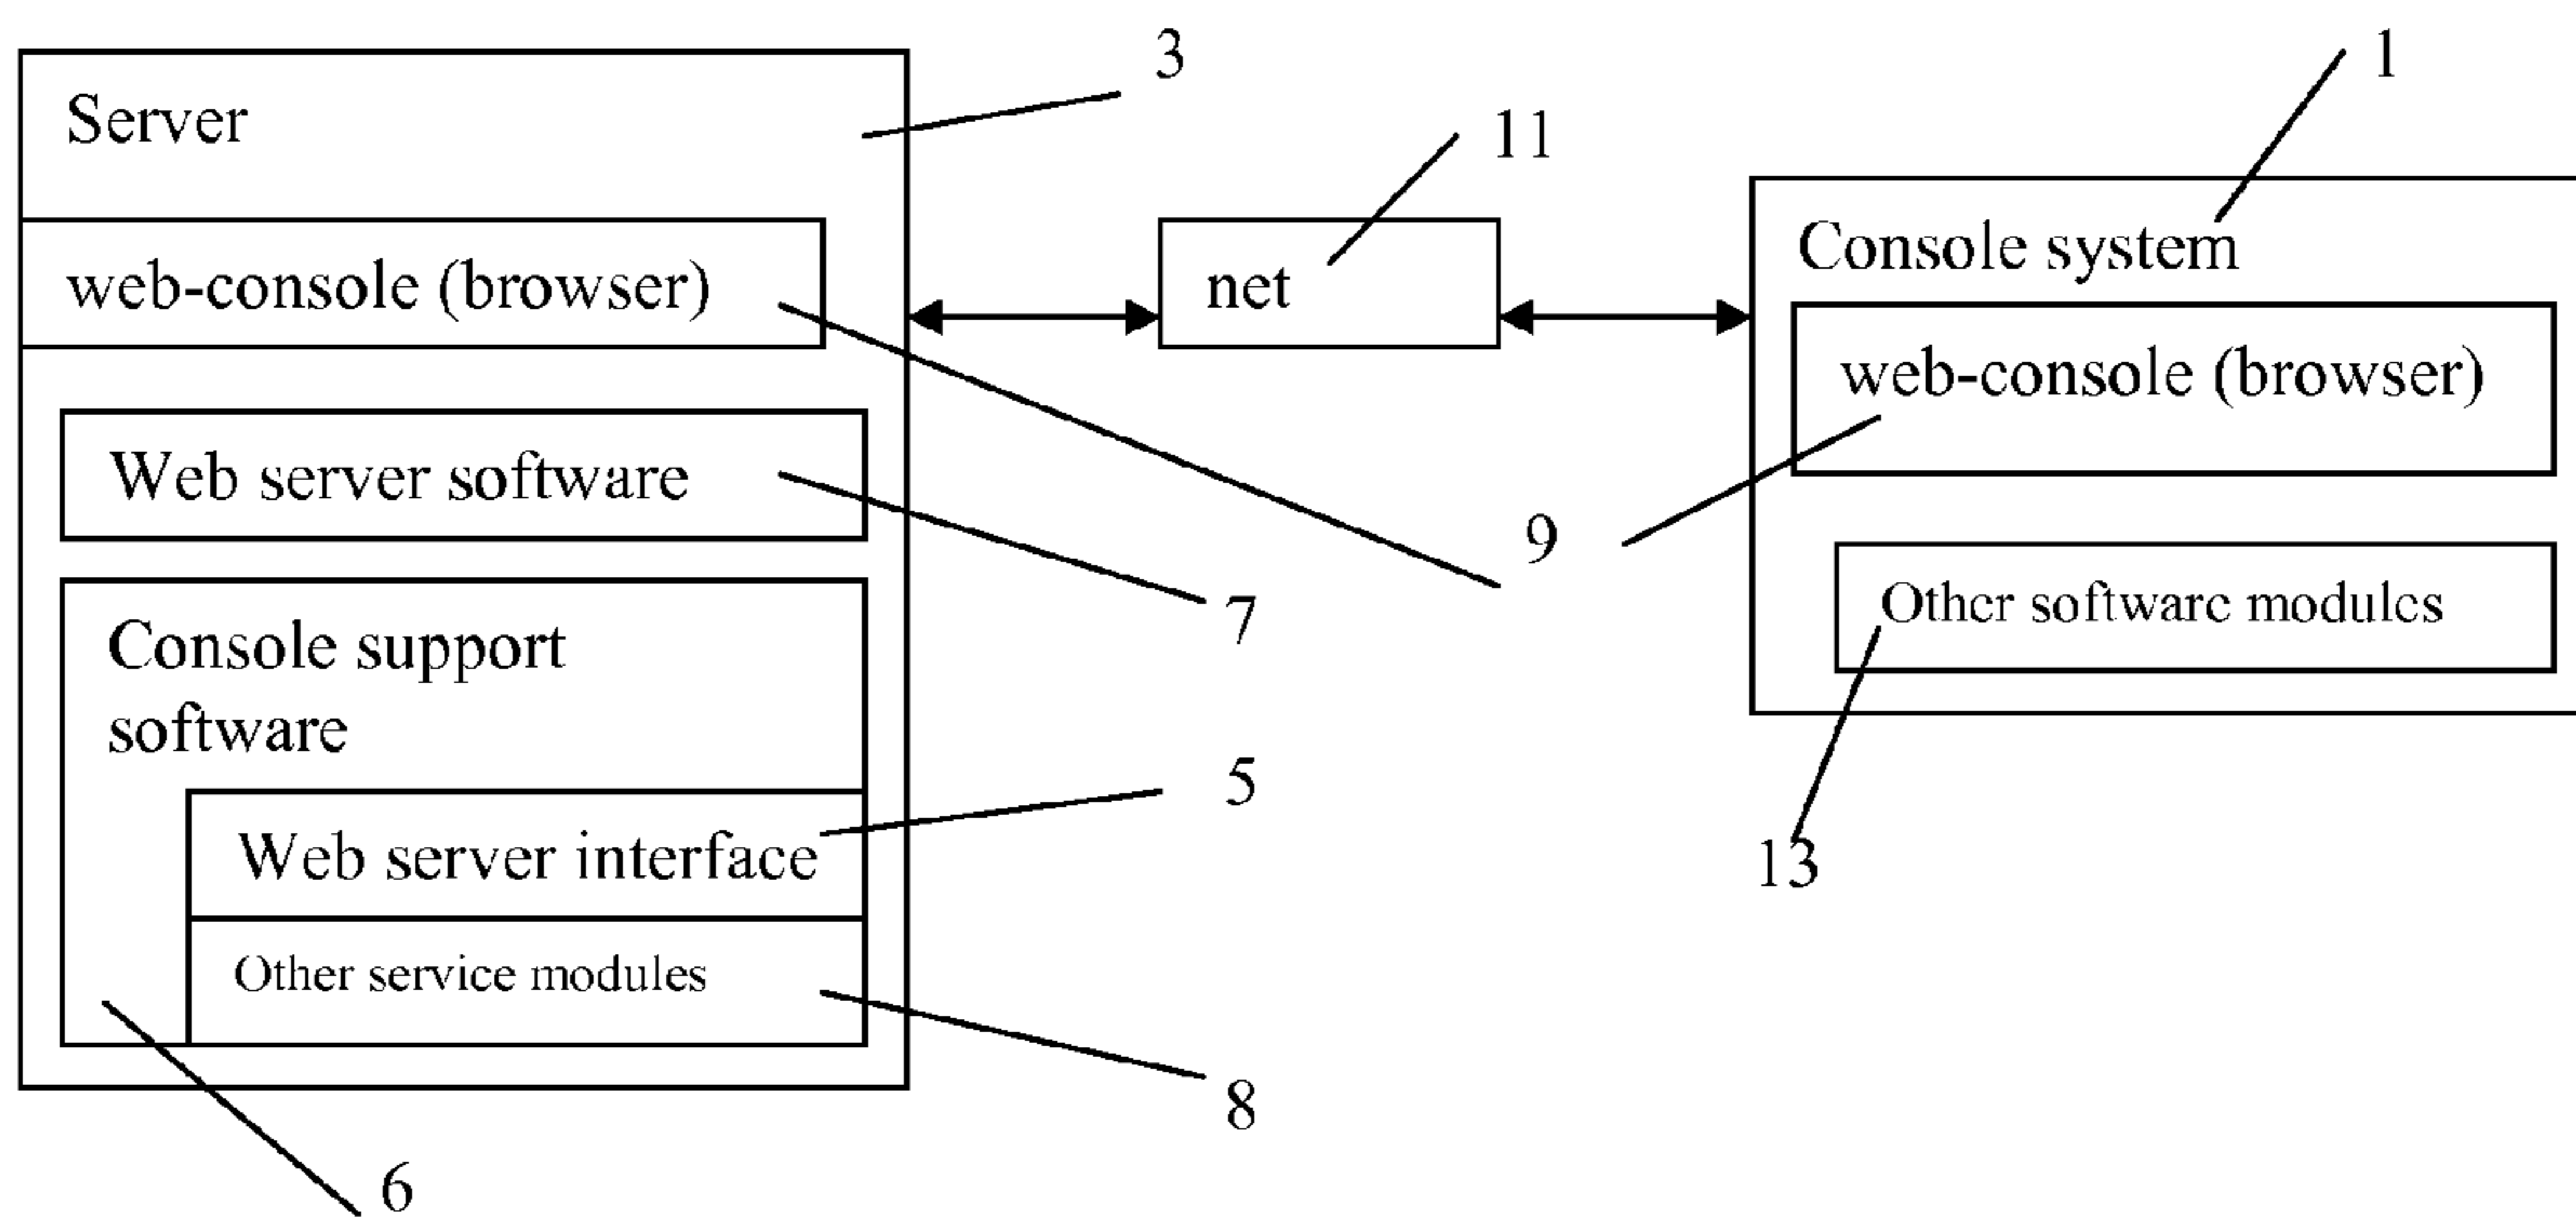 3
1
Server
11
Console system
web-console (browser)
net
web-console (browser)
Web server software
9
Other software modules
7
Console support
software
5
Web server interface
13
Other service modules
8
6